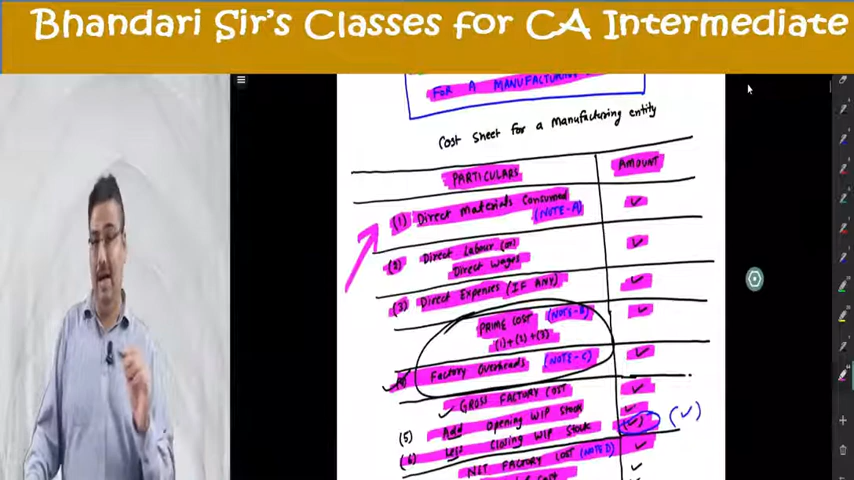 Bhandari Sir's Classes for CA Intermediate
FOR A MANUFACTURING
Cost Sheet for a Manufacturing entity
PARTICULARS AMOUNT
(1) Direct Materials Consumed
(NOTE-A)
(2) Direct Labour (or)
Direct Wages
(3) Direct Expenses (IF ANY)
PRIME COST (NOTE-B)
(1)+(2)+(3)
Factory Overheads (NOTE-C)
GROSS FACTORY COST
(5) Add Opening WIP Stock
(6) Less Closing WIP Stock
NET FACTORY COST (NOTE D)